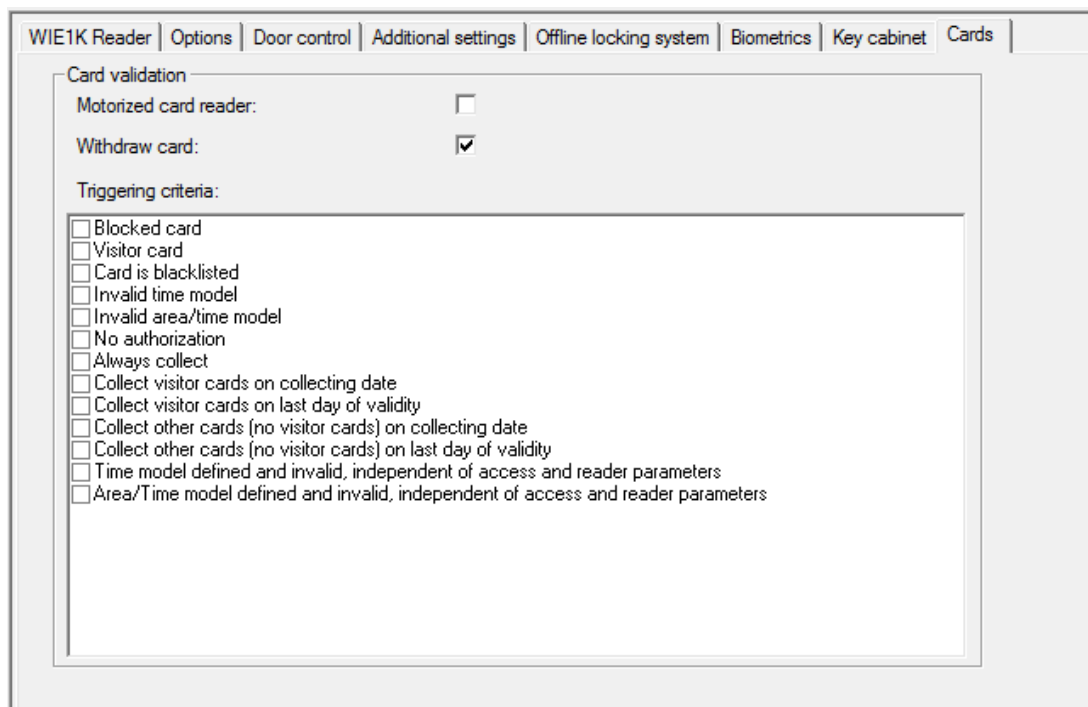 WIE1K Reader Options Door control Additional settings Offline locking system Biometrics Key cabinet Cards
Card validation
Motorized card reader:
Withdraw card:
Triggering criteria:
Blocked card
Visitor card
Card is blacklisted
Invalid time model
Invalid area/time model
No authorization
Always collect
Collect visitor cards on collecting date
Collect visitor cards on last day of validity
Collect other cards (no visitor cards) on collecting date
Collect other cards (no visitor cards) on last day of validity
Time model defined and invalid, independent of access and reader parameters
Area/Time model defined and invalid, independent of access and reader parameters